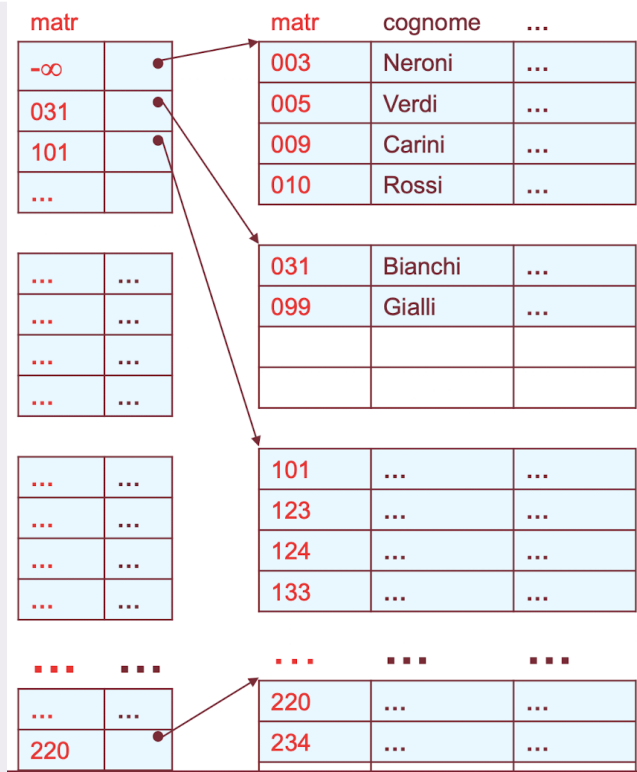 matr matr cognome ...
-∞ 003 Neroni ...
031 005 Verdi ...
101 009 Carini ...
... 010 Rossi ...
... ... 031 Bianchi ...
... ... 099 Gialli ...
... ...
... ...
... ... 101 ... ...
... ... 123 ... ...
... ... 124 ... ...
... ... 133 ... ...
... ... ... ... ...
... ... 220 ... ...
220 234 ... ...